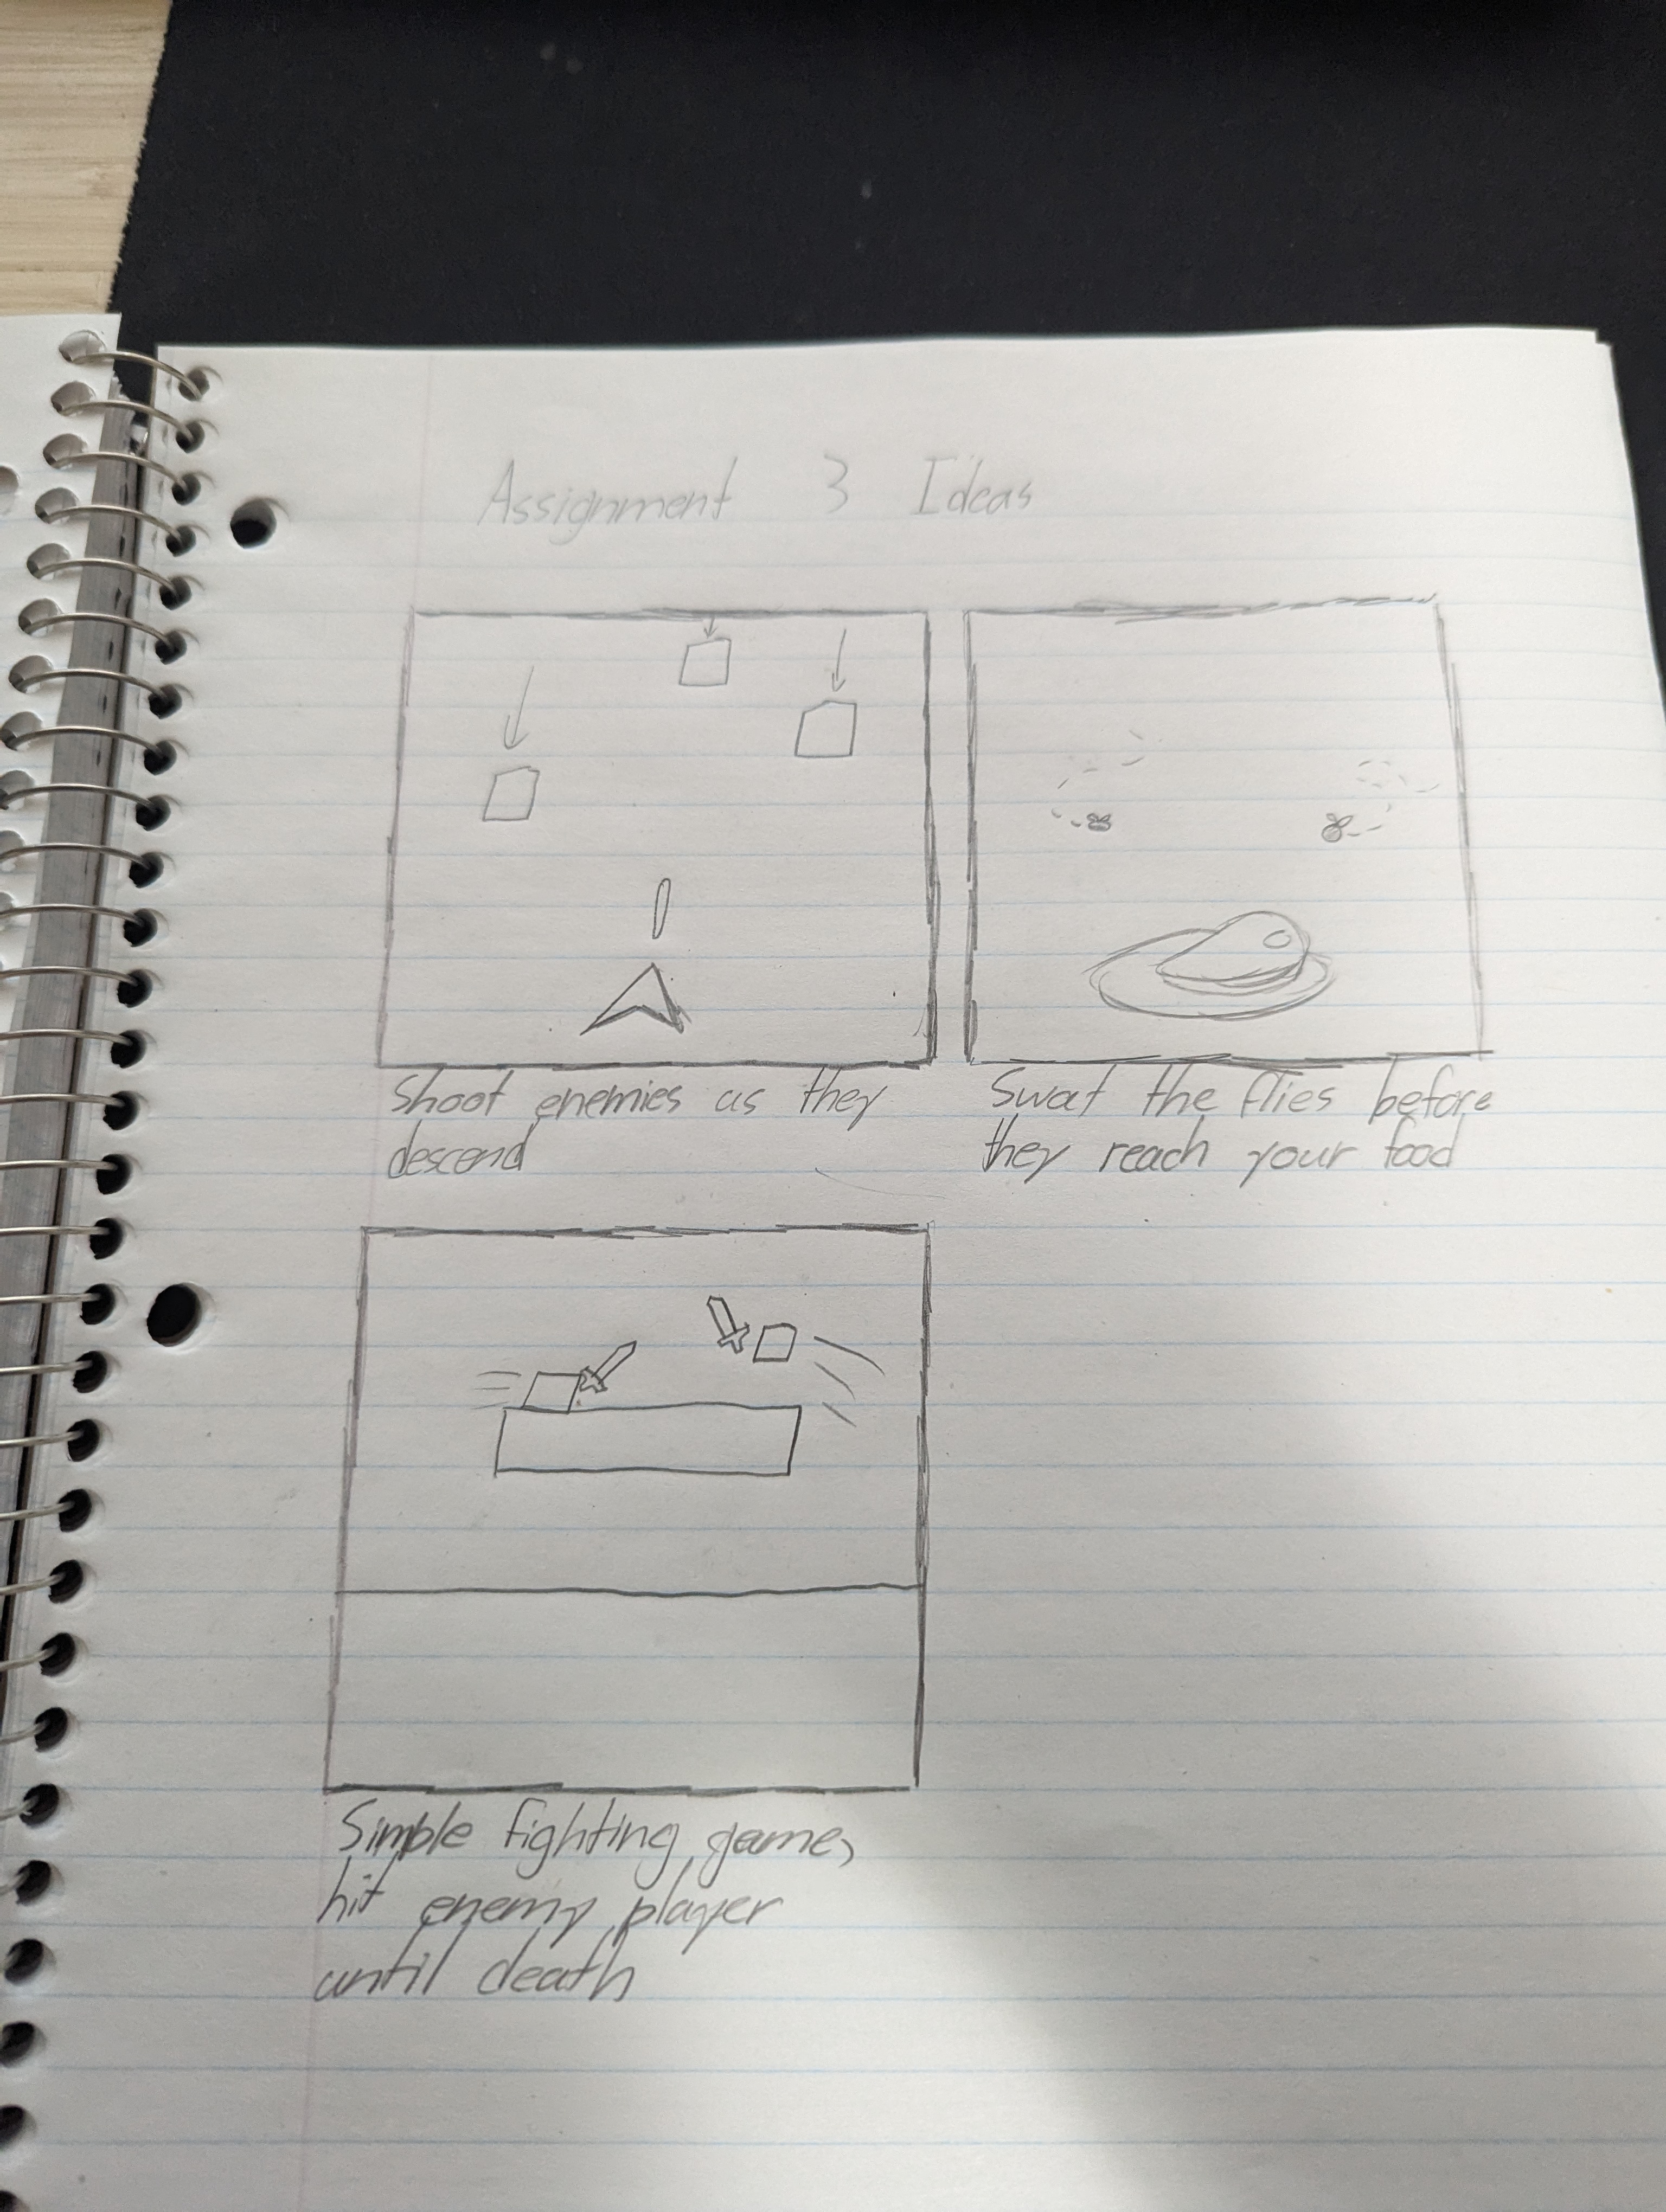 Assignment 3 Ideas
Shoot enemies as they
descend
Swat the flies before
they reach your food
Simple fighting game,
hit enemy player
until death